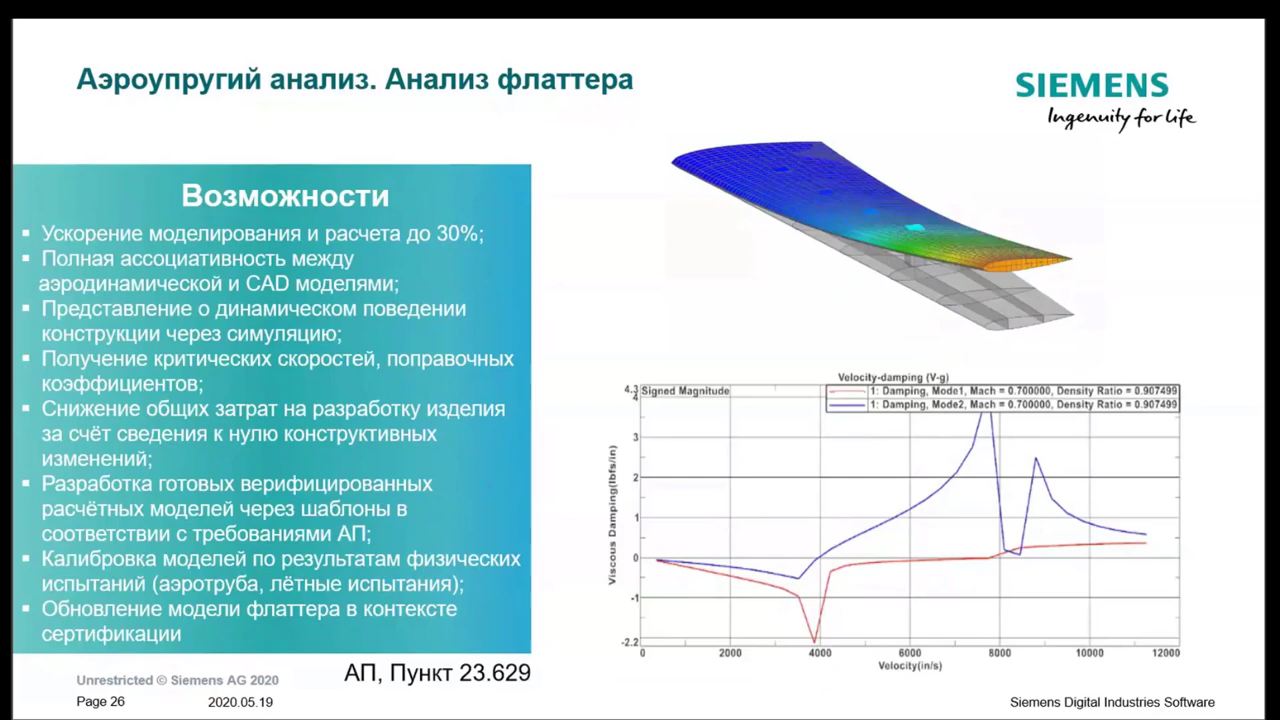 Аэроупругий анализ. Анализ флаттера
SIEMENS
Ingenuity for life
Возможности
▪ Ускорение моделирования и расчета до 30%;
▪ Полная ассоциативность между
аэродинамической и CAD моделями;
▪ Представление о динамическом поведении
конструкции через симуляцию;
▪ Получение критических скоростей, поправочных
коэффициентов;
▪ Снижение общих затрат на разработку изделия
за счёт сведения к нулю конструктивных
изменений;
▪ Разработка готовых верифицированных
расчётных моделей через шаблоны в
соответствии с требованиями АП;
▪ Калибровка моделей по результатам физических
испытаний (аэротруба, лётные испытания);
▪ Обновление модели флаттера в контексте
сертификации
Velocity-damping (V-g)
Signed Magnitude
1: Damping, Mode1, Mach = 0.700000, Density Ratio = 0.907499
1: Damping, Mode2, Mach = 0.700000, Density Ratio = 0.907499
Viscous Damping(lbfs/in)
4.3
4
3
2
1
0
-1
-2.2
0 2000 4000 6000 8000 10000 12000
Velocity(in/s)
АП, Пункт 23.629
Unrestricted © Siemens AG 2020
Page 26 2020.05.19
Siemens Digital Industries Software